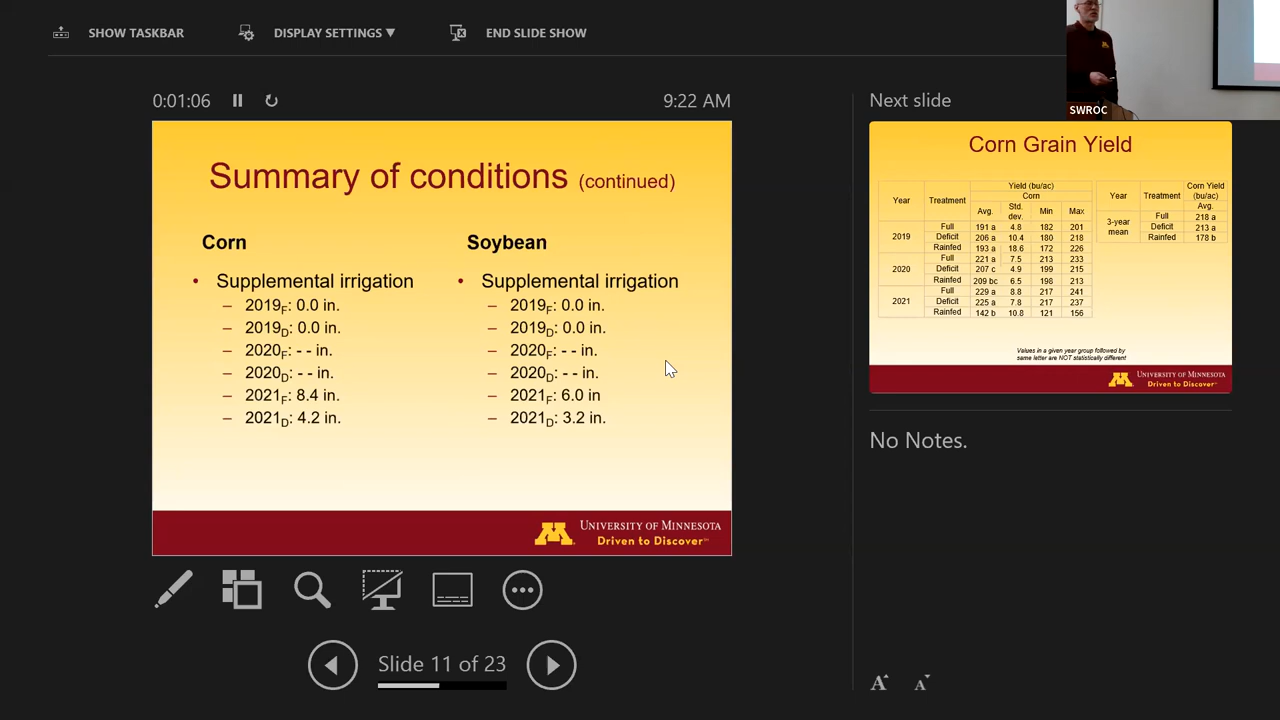 SHOW TASKBAR
DISPLAY SETTINGS ▼
END SLIDE SHOW
SWROC
0:01:06
9:22 AM
Summary of conditions (continued)
Corn
• Supplemental irrigation
– 2019F: 0.0 in.
– 2019D: 0.0 in.
– 2020F: - - in.
– 2020D: - - in.
– 2021F: 8.4 in.
– 2021D: 4.2 in.
Soybean
• Supplemental irrigation
– 2019F: 0.0 in.
– 2019D: 0.0 in.
– 2020F: - - in.
– 2020D: - - in.
– 2021F: 6.0 in
– 2021D: 3.2 in.
UNIVERSITY OF MINNESOTA
Driven to Discover℠
Slide 11 of 23
Next slide
Corn Grain Yield
Yield (bu/ac)
Corn
Year Treatment Avg. Std. dev. Min Max
2019
Full 191 a 4.8 182 201
Deficit 206 a 10.4 180 218
Rainfed 193 a 18.6 172 226
2020
Full 221 a 7.5 213 233
Deficit 207 c 4.9 199 215
Rainfed 209 bc 6.5 198 213
2021
Full 229 a 8.8 217 241
Deficit 225 a 7.8 217 237
Rainfed 142 b 10.8 121 156
Year Treatment Corn Yield (bu/ac) Avg.
3-year mean
Full 218 a
Deficit 213 a
Rainfed 178 b
Values in a given year group followed by
same letter are NOT statistically different
UNIVERSITY OF MINNESOTA
Driven to Discover℠
No Notes.
A A